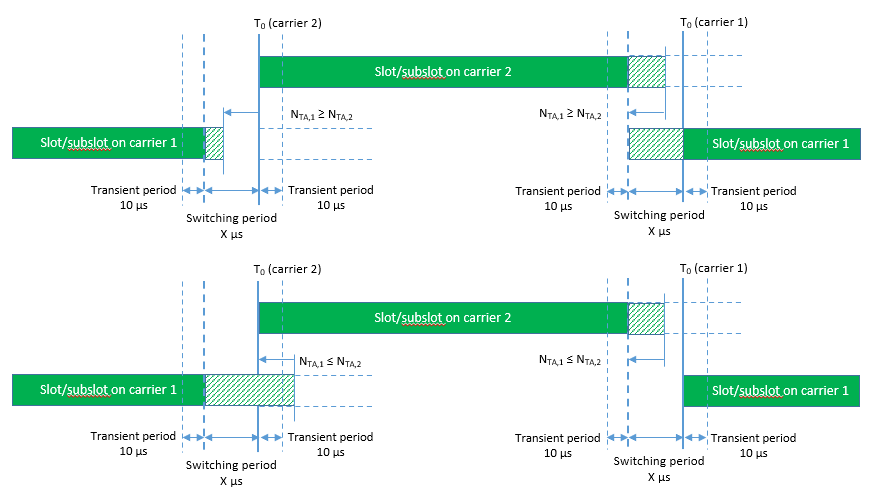 T0 (carrier 2)
T0 (carrier 1)
Slot/subslot on carrier 2
NTA,1 ≥ NTA,2
NTA,1 ≥ NTA,2
Slot/subslot on carrier 1
Slot/subslot on carrier 1
Transient period
10 µs
Transient period
10 µs
Transient period
10 µs
Transient period
10 µs
Switching period
X µs
Switching period
X µs
T0 (carrier 2)
T0 (carrier 1)
Slot/subslot on carrier 2
NTA,1 ≤ NTA,2
NTA,1 ≤ NTA,2
Slot/subslot on carrier 1
Slot/subslot on carrier 1
Transient period
10 µs
Transient period
10 µs
Transient period
10 µs
Transient period
10 µs
Switching period
X µs
Switching period
X µs